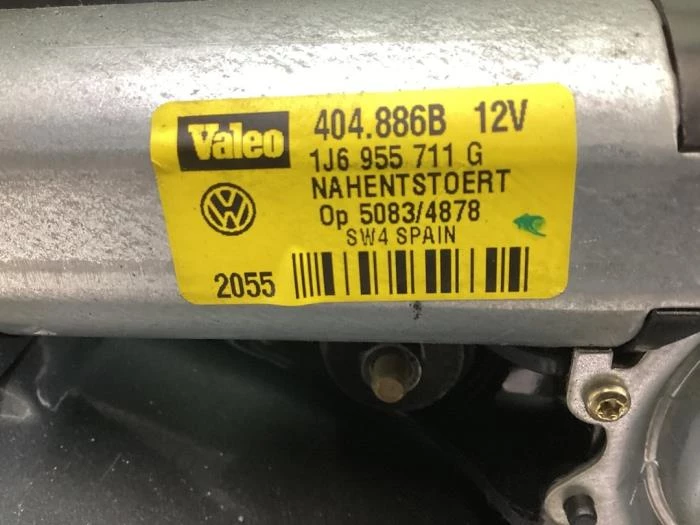 Valeo 404.886B 12V
1J6 955 711 G
NAHENTSTOERT
Op 5083/4878
SW4 SPAIN
2055